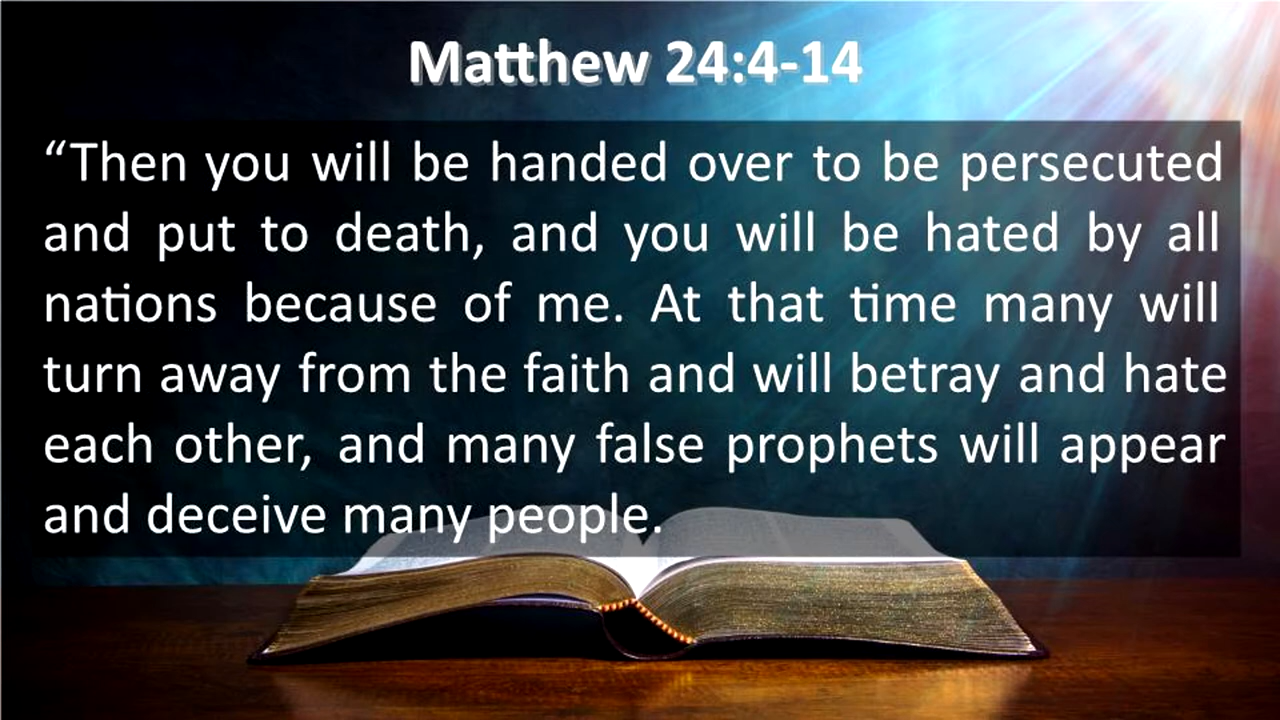 Matthew 24:4-14
“Then you will be handed over to be persecuted
and put to death, and you will be hated by all
nations because of me. At that time many will
turn away from the faith and will betray and hate
each other, and many false prophets will appear
and deceive many people.